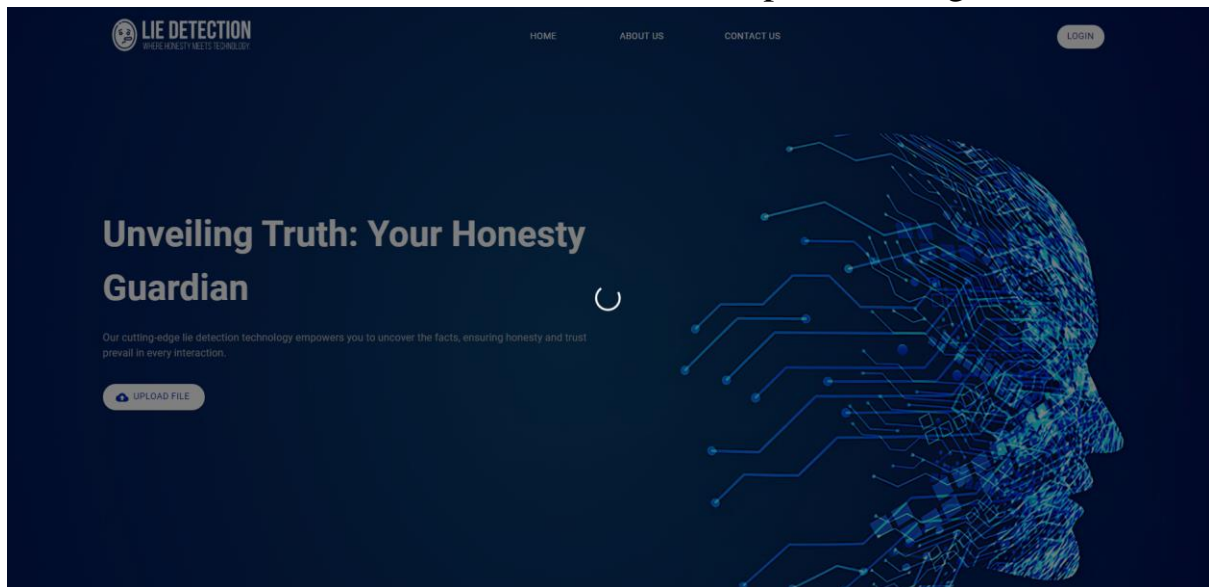 LIE DETECTION
WHERE HONESTY MEETS TECHNOLOGY
HOME ABOUT US CONTACT US
LOGIN
Unveiling Truth: Your Honesty
Guardian
Our cutting-edge lie detection technology empowers you to uncover the facts, ensuring honesty and trust
prevail in every interaction.
UPLOAD FILE